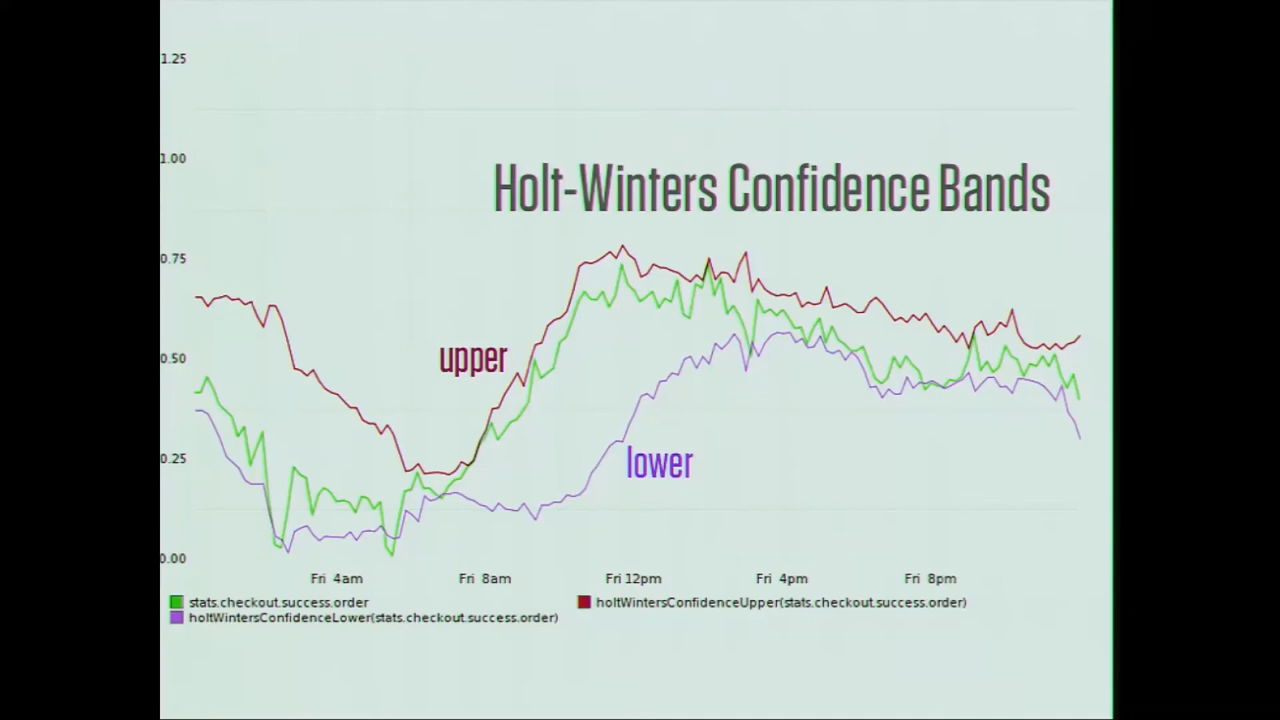 1.25
1.00
Holt-Winters Confidence Bands
0.75
0.50
upper
0.25
lower
0.00
Fri 4am Fri 8am Fri 12pm Fri 4pm Fri 8pm
stats.checkout.success.order holtWintersConfidenceUpper(stats.checkout.success.order)
holtWintersConfidenceLower(stats.checkout.success.order)